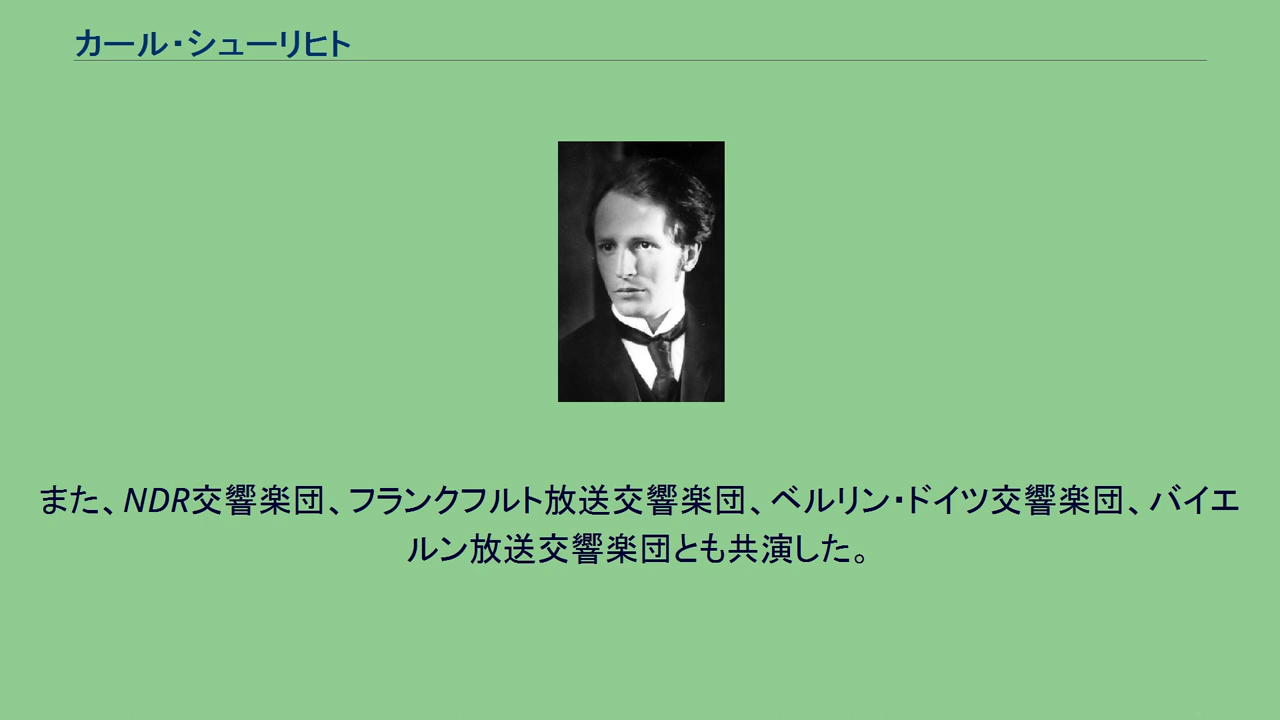 カール・シューリヒト
また、NDR交響楽団、フランクフルト放送交響楽団、ベルリン・ドイツ交響楽団、バイエ
ルン放送交響楽団とも共演した。